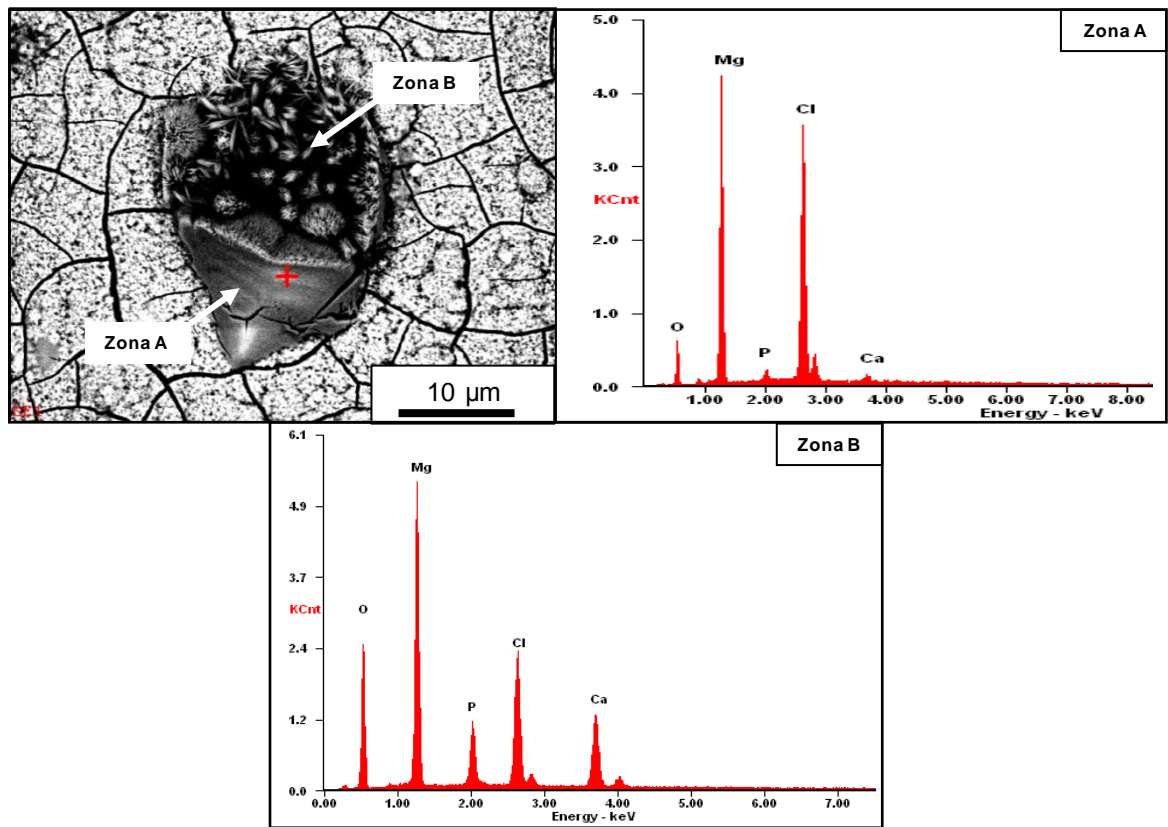 Zona B
Zona A
10 µm
Zona A
5.0
4.0
3.0
KCnt
2.0
1.0
0.0
Mg
Cl
O
P
Ca
1.00 2.00 3.00 4.00 5.00 6.00 7.00 8.00
Energy - keV
Zona B
6.1
4.9
3.7
KCnt
2.4
1.2
0.0
Mg
O
Cl
P
Ca
0.00 1.00 2.00 3.00 4.00 5.00 6.00 7.00
Energy - keV